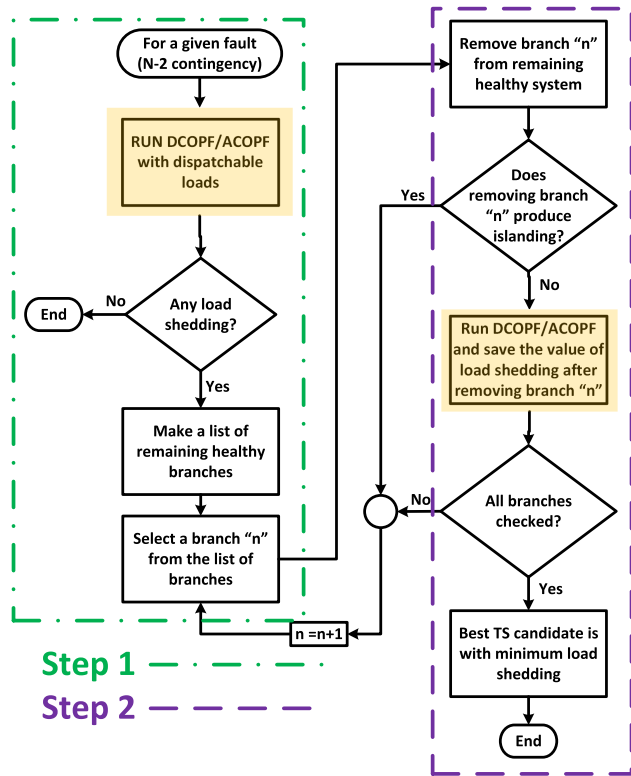 For a given fault
(N-2 contingency)
RUN DCOPF/ACOPF
with dispatchable
loads
Any load
shedding?
No
End
Yes
Make a list of
remaining healthy
branches
Select a branch “n”
from the list of
branches
n =n+1
Step 1
Step 2
Remove branch “n”
from remaining
healthy system
Does
removing branch
“n” produce
islanding?
Yes
No
Run DCOPF/ACOPF
and save the value of
load shedding after
removing branch “n”
All branches
checked?
No
Yes
Best TS candidate is
with minimum load
shedding
End